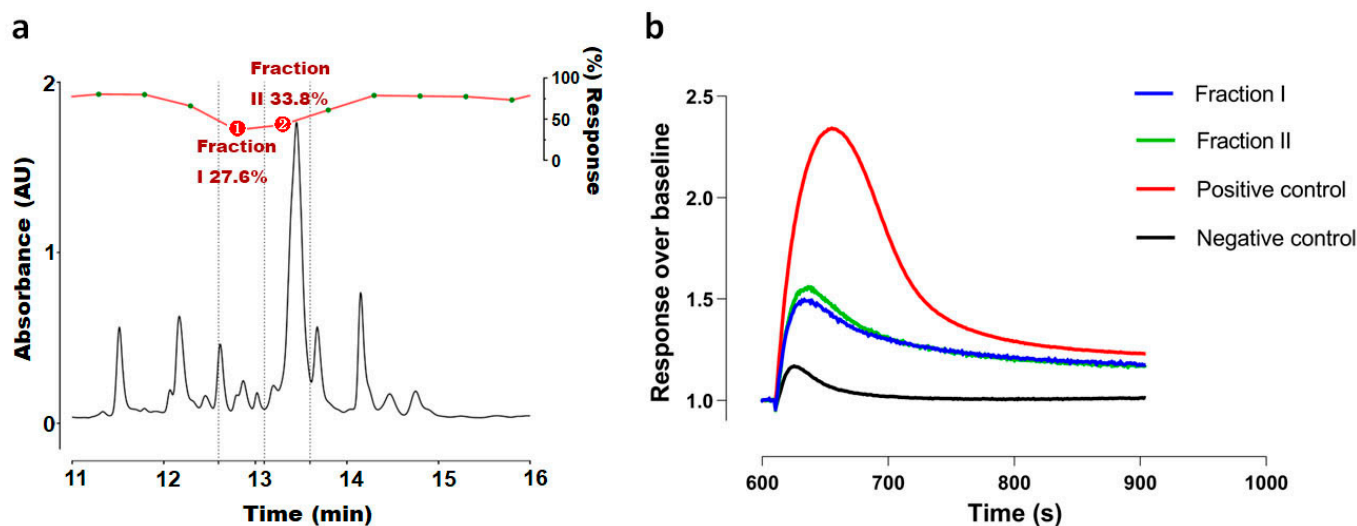 a
Fraction
II 33.8%
Fraction
I 27.6%
1
2
2
1
0
Absorbance (AU)
100
50
0
(%) Response
11 12 13 14 15 16
Time (min)
b
2.5
2.0
1.5
1.0
Response over baseline
Fraction I
Fraction II
Positive control
Negative control
600 700 800 900 1000
Time (s)